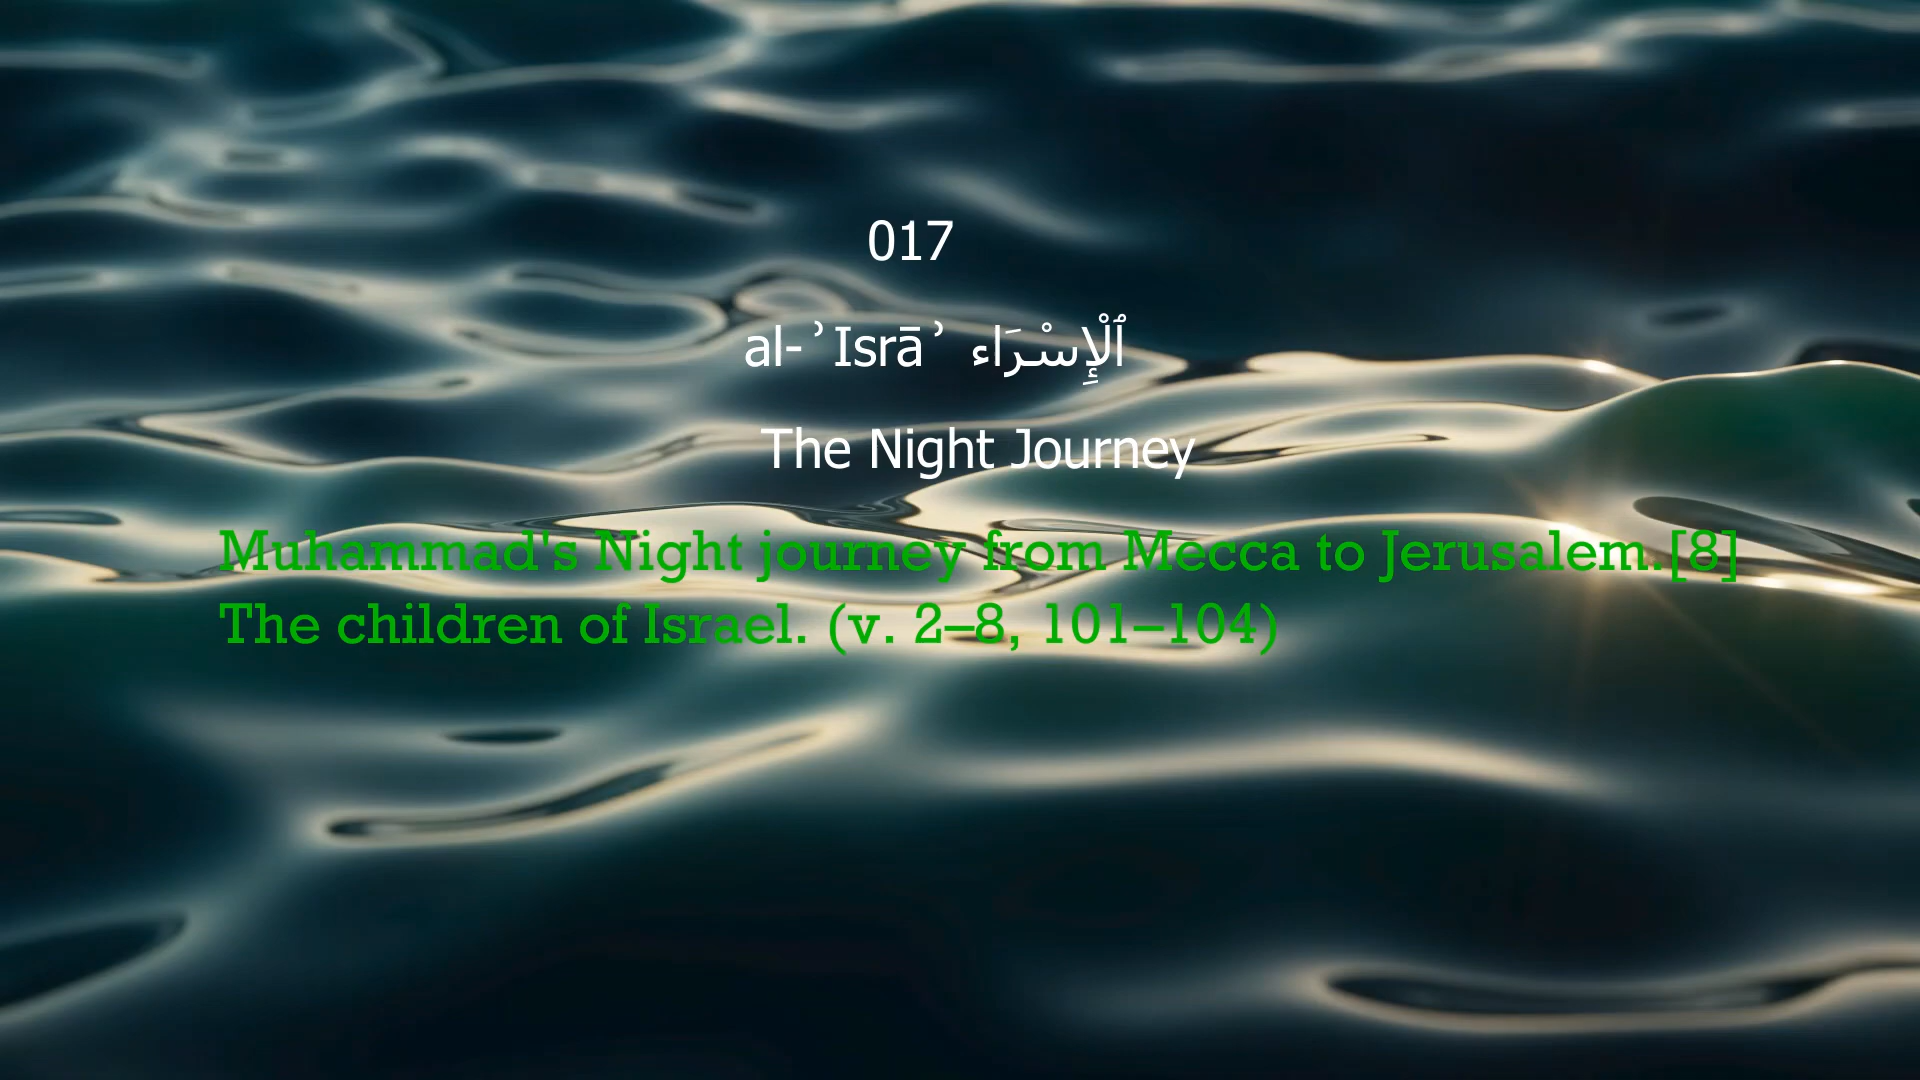 017
al-ʾIsrāʾ ٱلْإِسْرَاء
The Night Journey
Muhammad's Night journey from Mecca to Jerusalem.[8]
The children of Israel. (v. 2–8, 101–104)